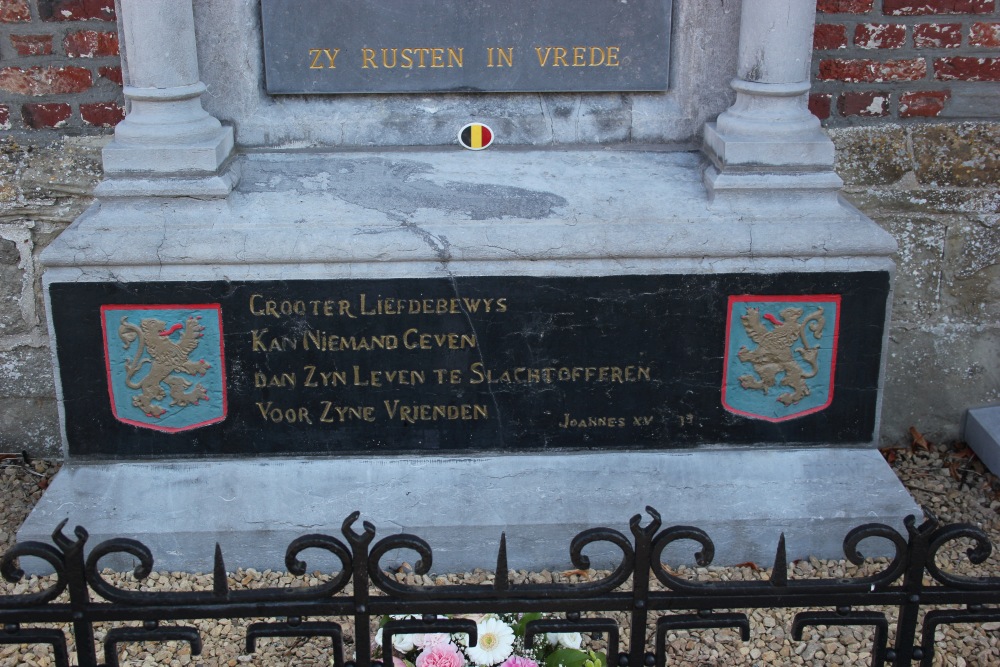 ZY RUSTEN IN VREDE
GROOTER LIEFDEBEWYS
KAN NIEMAND GEVEN
DAN ZYN LEVEN TE SLACHTOFFEREN
VOOR ZYNE VRIENDEN
JOANNES XV